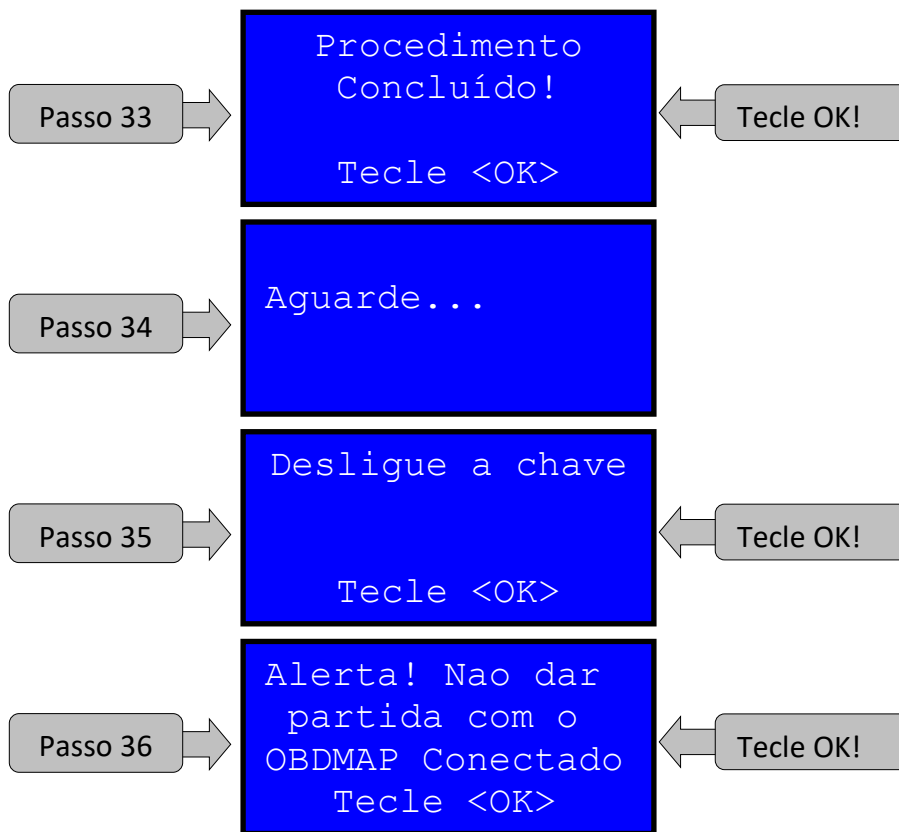 Passo 33
Procedimento
Concluído!
Tecle <OK>
Tecle OK!
Passo 34
Aguarde...
Passo 35
Desligue a chave
Tecle <OK>
Tecle OK!
Passo 36
Alerta! Nao dar
partida com o
OBDMAP Conectado
Tecle <OK>
Tecle OK!